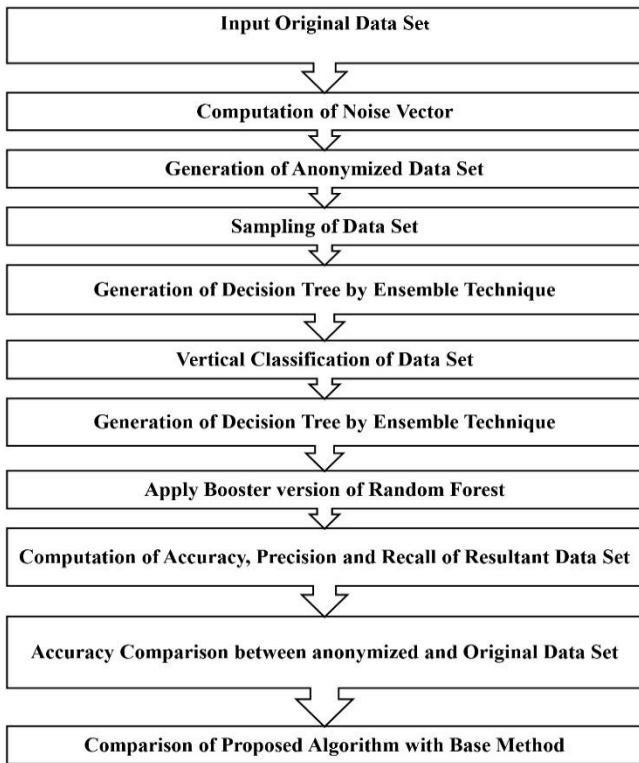 Input Original Data Set
Computation of Noise Vector
Generation of Anonymized Data Set
Sampling of Data Set
Generation of Decision Tree by Ensemble Technique
Vertical Classification of Data Set
Generation of Decision Tree by Ensemble Technique
Apply Booster version of Random Forest
Computation of Accuracy, Precision and Recall of Resultant Data Set
Accuracy Comparison between anonymized and Original Data Set
Comparison of Proposed Algorithm with Base Method